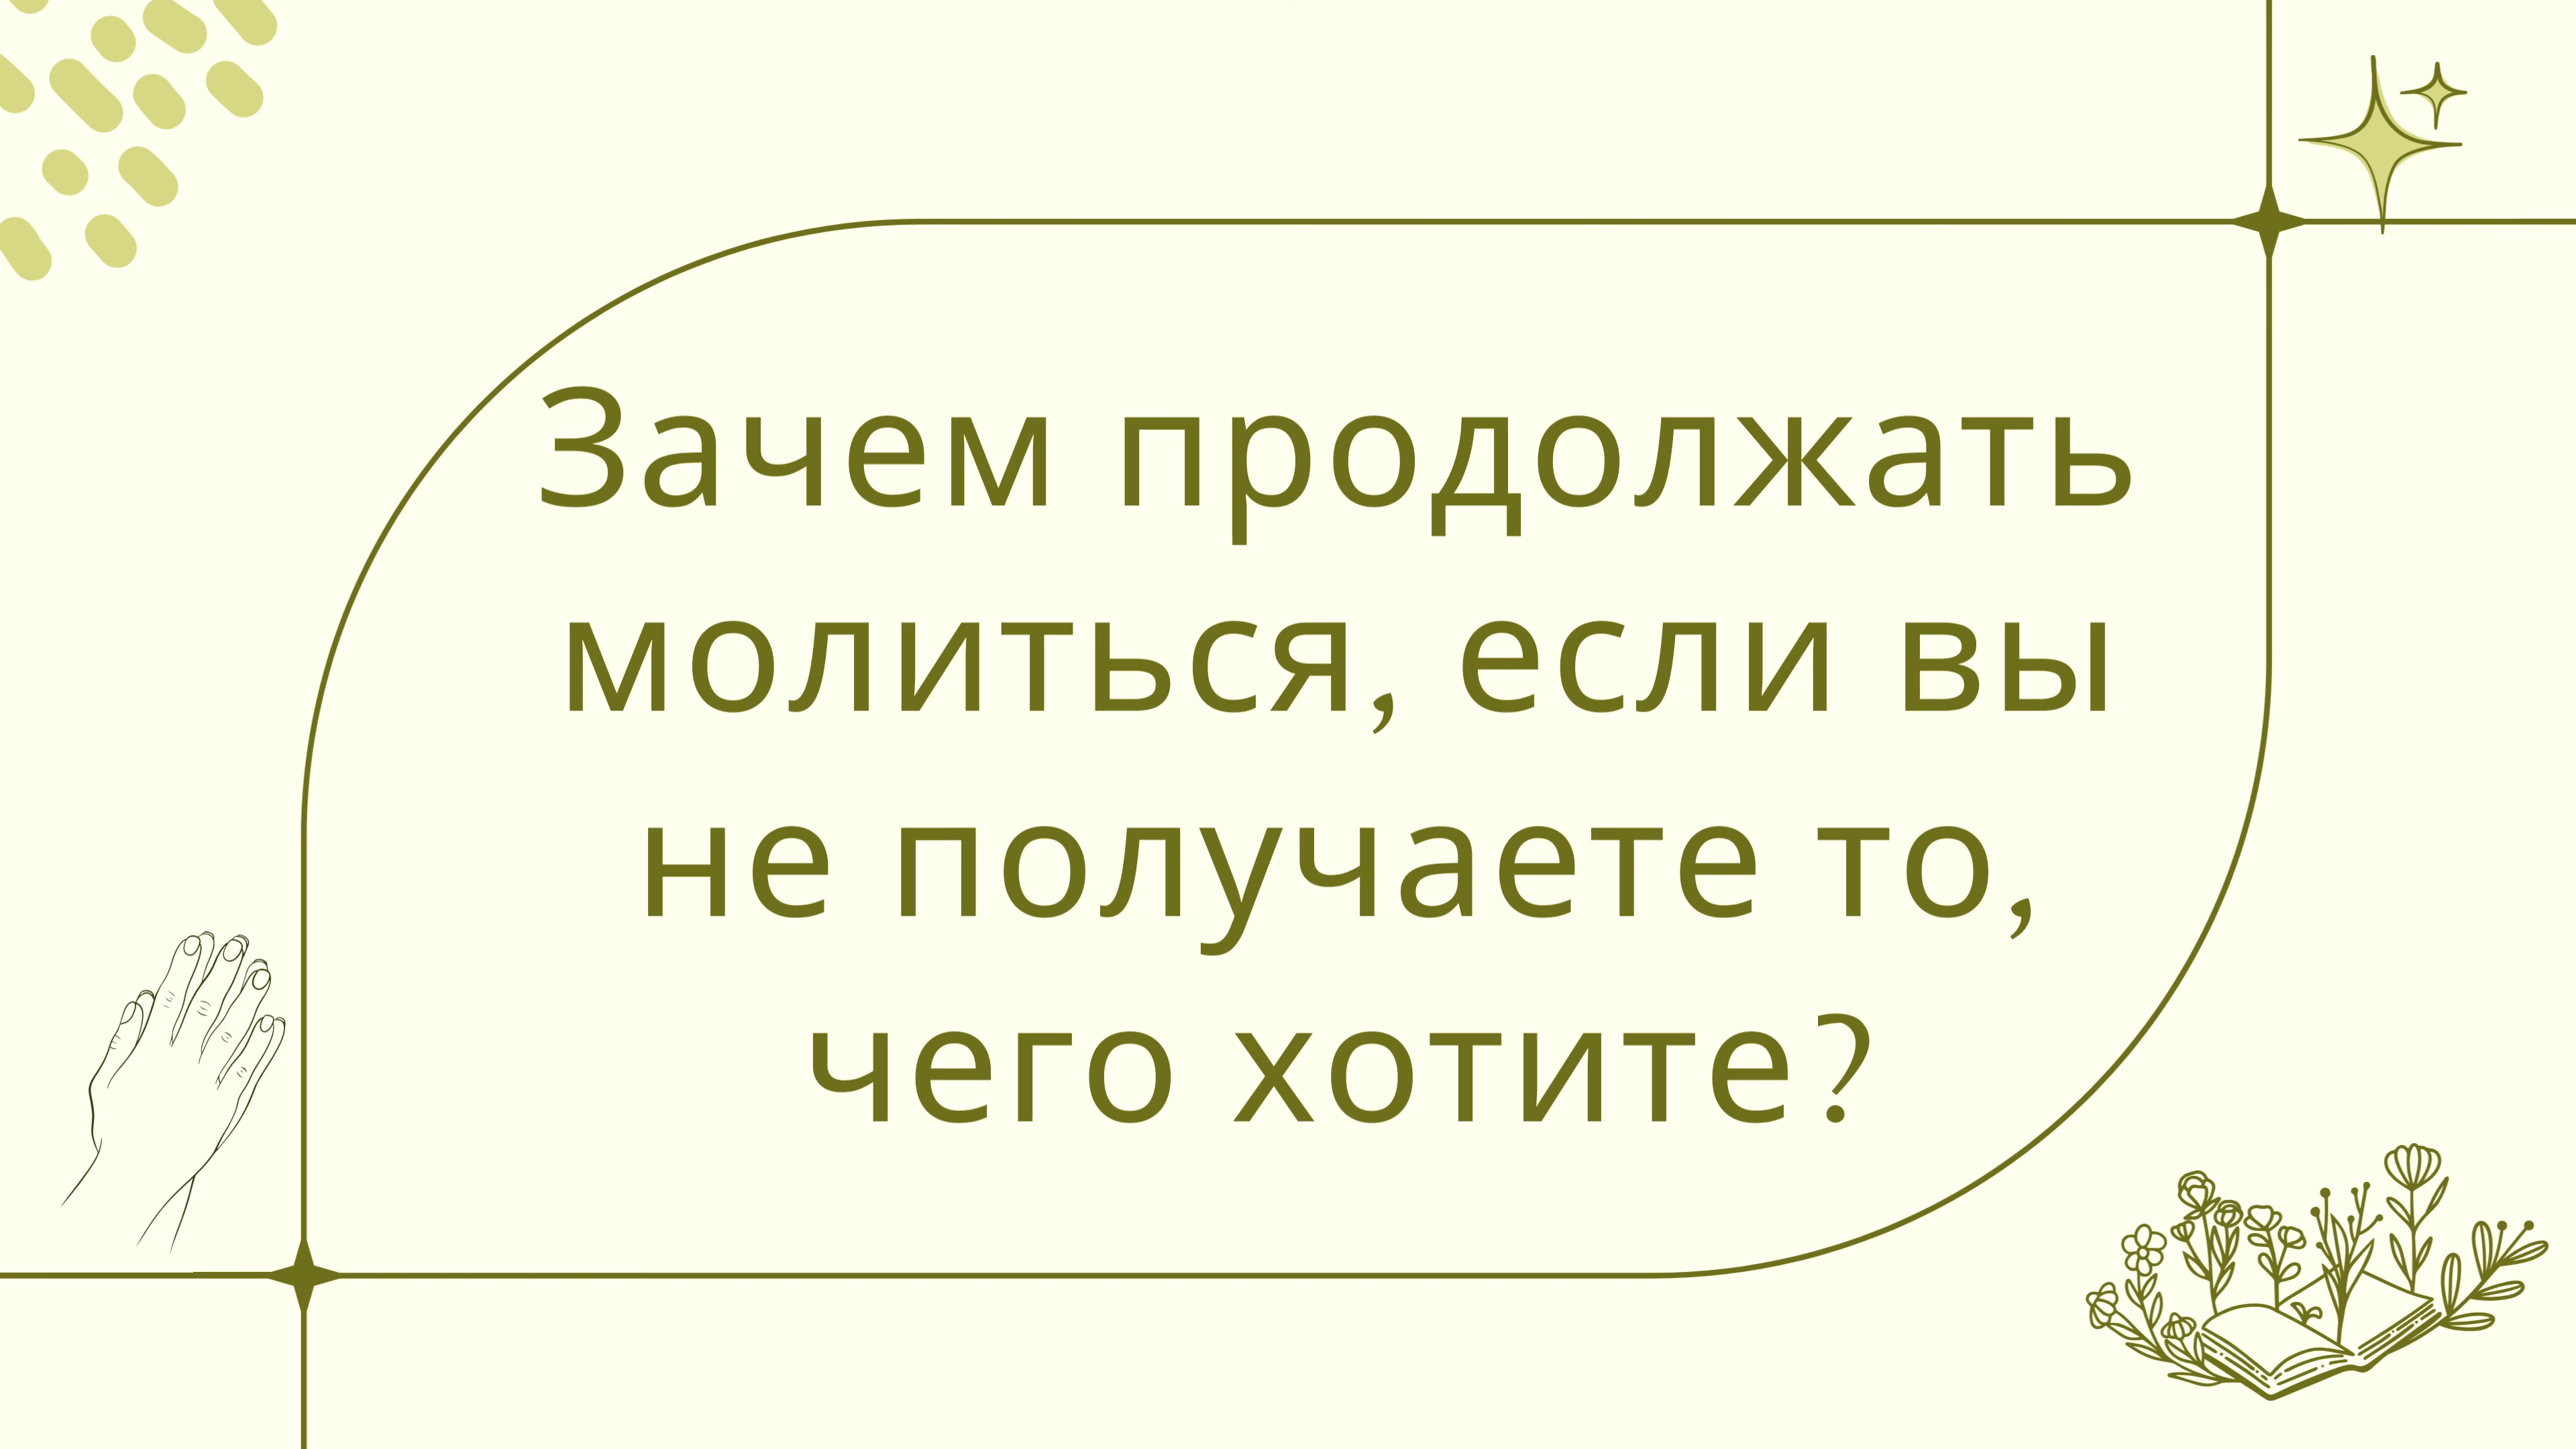 Зачем продолжать
молиться, если вы
не получаете то,
чего хотите?